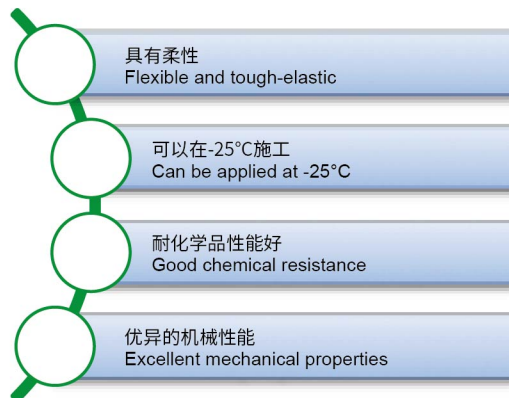 具有柔性
Flexible and tough-elastic
可以在-25°C施工
Can be applied at -25°C
耐化学品性能好
Good chemical resistance
优异的机械性能
Excellent mechanical properties